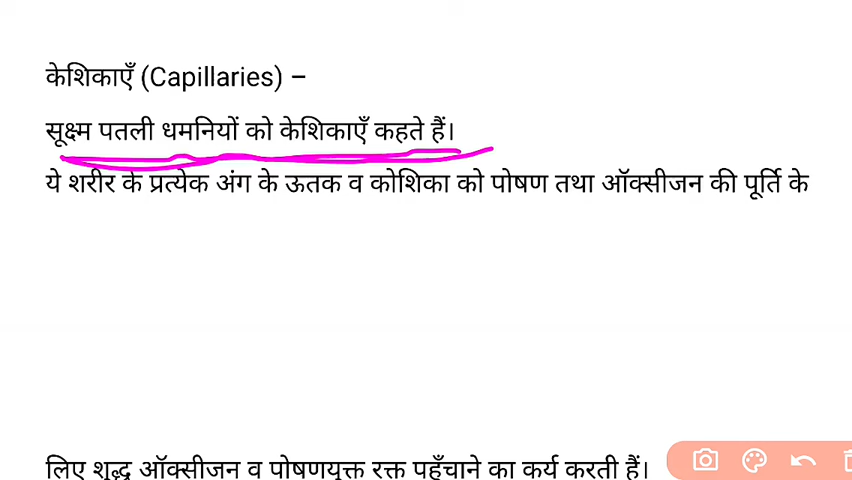 केशिकाएँ (Capillaries) –
सूक्ष्म पतली धमनियों को केशिकाएँ कहते हैं।
ये शरीर के प्रत्येक अंग के ऊतक व कोशिका को पोषण तथा ऑक्सीजन की पूर्ति के
लिए शुद्ध ऑक्सीजन व पोषणयुक्त रक्त पहुँचाने का कर्य करती हैं।